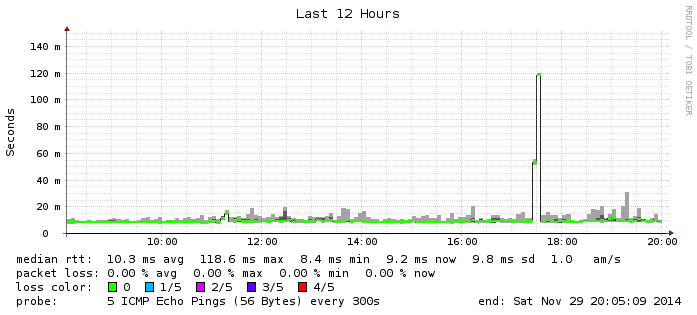 Last 12 Hours
RRDTOOL / TOBI OETIKER
Seconds
140 m
120 m
100 m
80 m
60 m
40 m
20 m
0
10:00 12:00 14:00 16:00 18:00 20:00
median rtt: 10.3 ms avg 118.6 ms max 8.4 ms min 9.2 ms now 9.8 ms sd 1.0 am/s
packet loss: 0.00 % avg 0.00 % max 0.00 % min 0.00 % now
loss color: 0 1/5 2/5 3/5 4/5
probe: 5 ICMP Echo Pings (56 Bytes) every 300s end: Sat Nov 29 20:05:09 2014